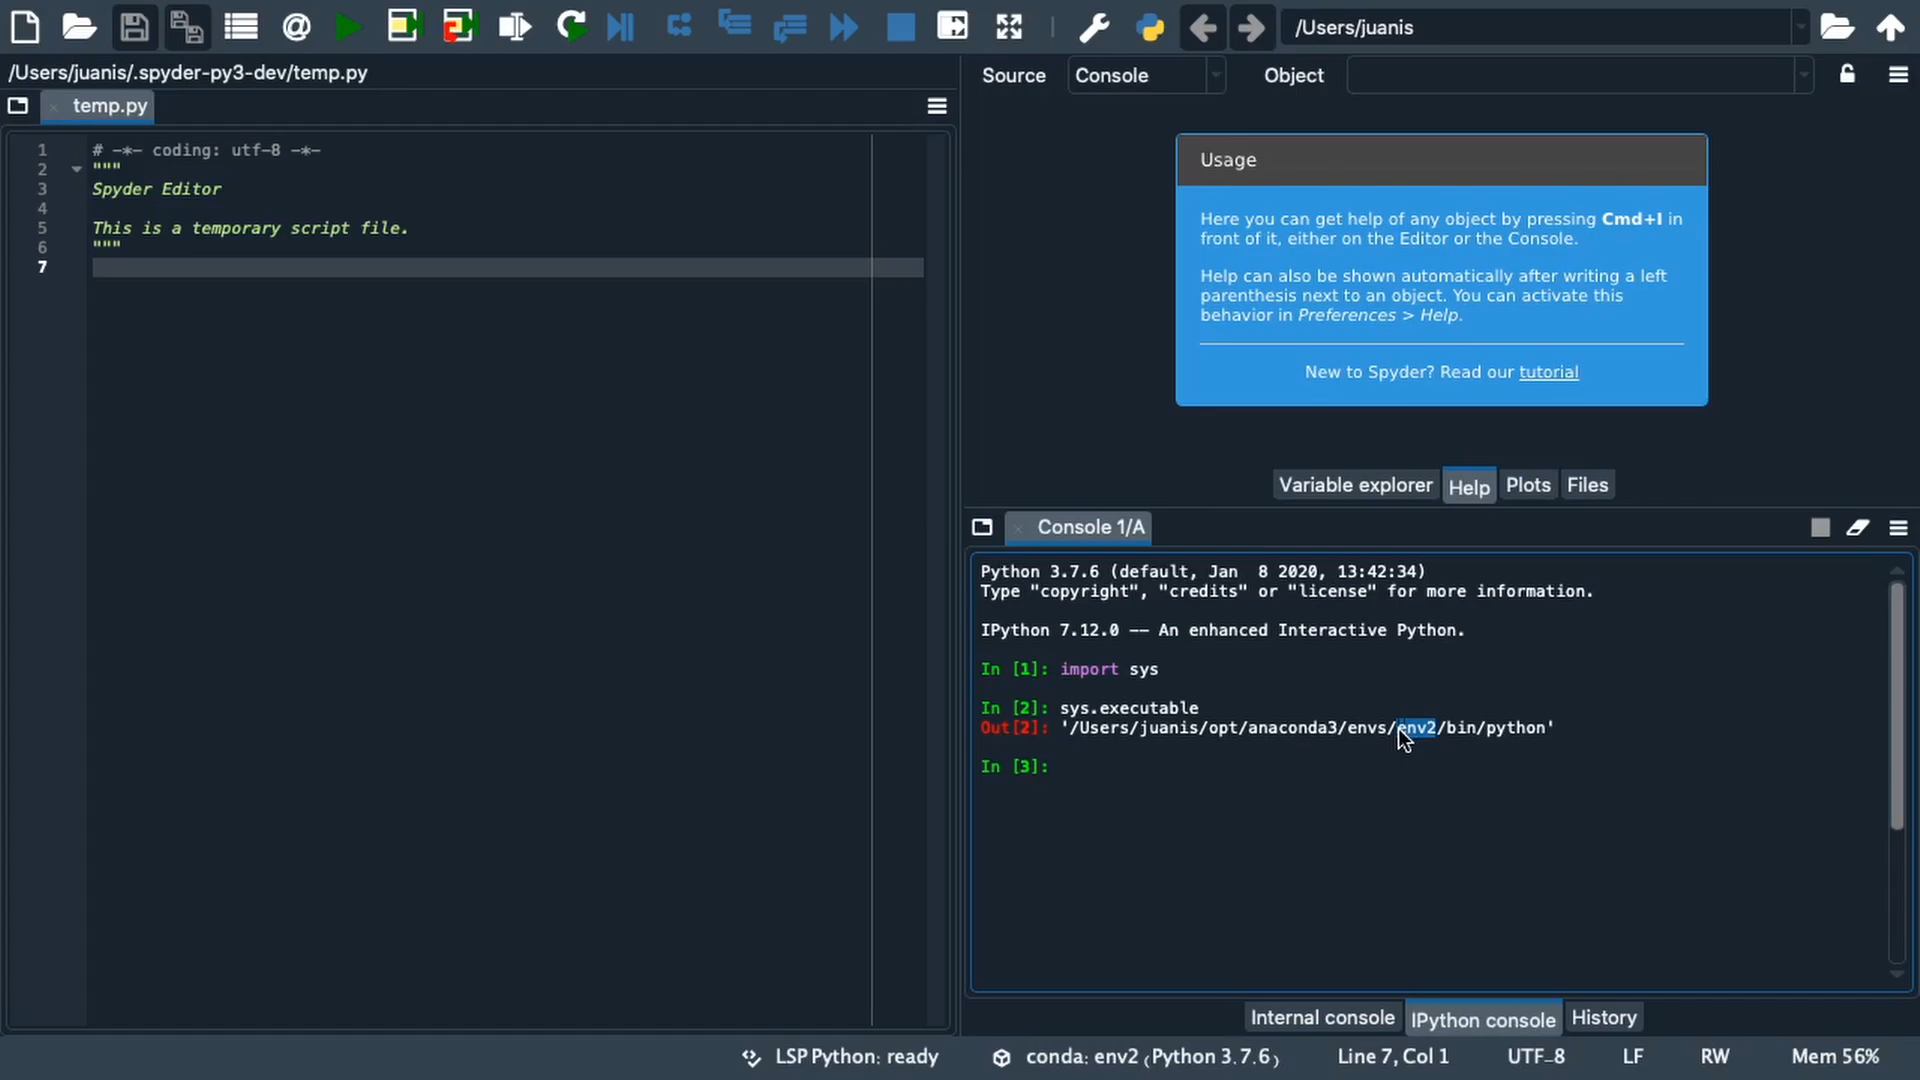 /Users/juanis
/Users/juanis/.spyder-py3-dev/temp.py
temp.py
1 # -*- coding: utf-8 -*-
2 """
3 Spyder Editor
4
5 This is a temporary script file.
6 """
7
Source Console Object
Usage
Here you can get help of any object by pressing Cmd+I in
front of it, either on the Editor or the Console.
Help can also be shown automatically after writing a left
parenthesis next to an object. You can activate this
behavior in Preferences > Help.
New to Spyder? Read our tutorial
Variable explorer Help Plots Files
Console 1/A
Python 3.7.6 (default, Jan  8 2020, 13:42:34)
Type "copyright", "credits" or "license" for more information.
IPython 7.12.0 -- An enhanced Interactive Python.
In [1]: import sys
In [2]: sys.executable
Out[2]: '/Users/juanis/opt/anaconda3/envs/env2/bin/python'
In [3]:
Internal console IPython console History
LSP Python: ready conda: env2 (Python 3.7.6) Line 7, Col 1 UTF-8 LF RW Mem 56%